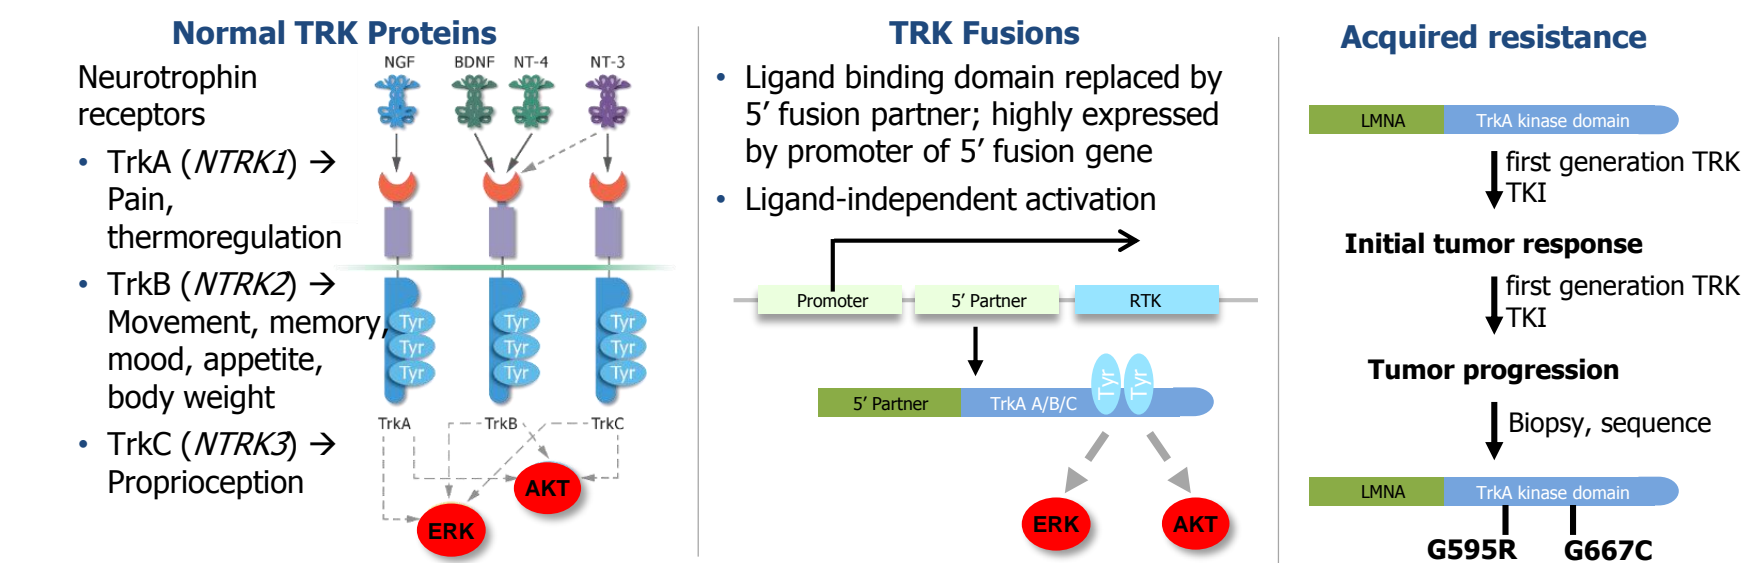 Normal TRK Proteins
Neurotrophin
receptors
• TrkA (NTRK1) →
Pain,
thermoregulation
• TrkB (NTRK2) →
Movement, memory,
mood, appetite,
body weight
• TrkC (NTRK3) →
Proprioception
NGF BDNF NT-4 NT-3
Tyr Tyr Tyr
Tyr Tyr Tyr
Tyr Tyr Tyr
TrkA TrkB TrkC
AKT
ERK
TRK Fusions
• Ligand binding domain replaced by
5′ fusion partner; highly expressed
by promoter of 5′ fusion gene
• Ligand-independent activation
Promoter 5′ Partner RTK
5′ Partner TrkA A/B/C Tyr Tyr
ERK AKT
Acquired resistance
LMNA TrkA kinase domain
first generation TRK
TKI
Initial tumor response
first generation TRK
TKI
Tumor progression
Biopsy, sequence
LMNA TrkA kinase domain
G595R G667C